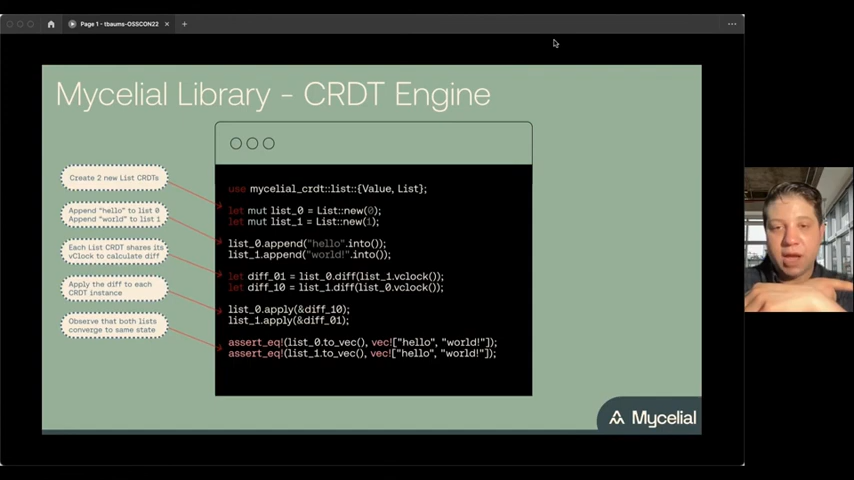 Page 1 - tbaums-OSSCON22
Mycelial Library - CRDT Engine
Create 2 new List CRDTs
Append "hello" to list 0
Append "world" to list 1
Each List CRDT shares its
vClock to calculate diff
Apply the diff to each
CRDT instance
Observe that both lists
converge to same state
use mycelial_crdt::list::{Value, List};
let mut list_0 = List::new(0);
let mut list_1 = List::new(1);
list_0.append("hello".into());
list_1.append("world!".into());
let diff_01 = list_0.diff(list_1.vclock());
let diff_10 = list_1.diff(list_0.vclock());
list_0.apply(&diff_10);
list_1.apply(&diff_01);
assert_eq!(list_0.to_vec(), vec!["hello", "world!"]);
assert_eq!(list_1.to_vec(), vec!["hello", "world!"]);
Mycelial